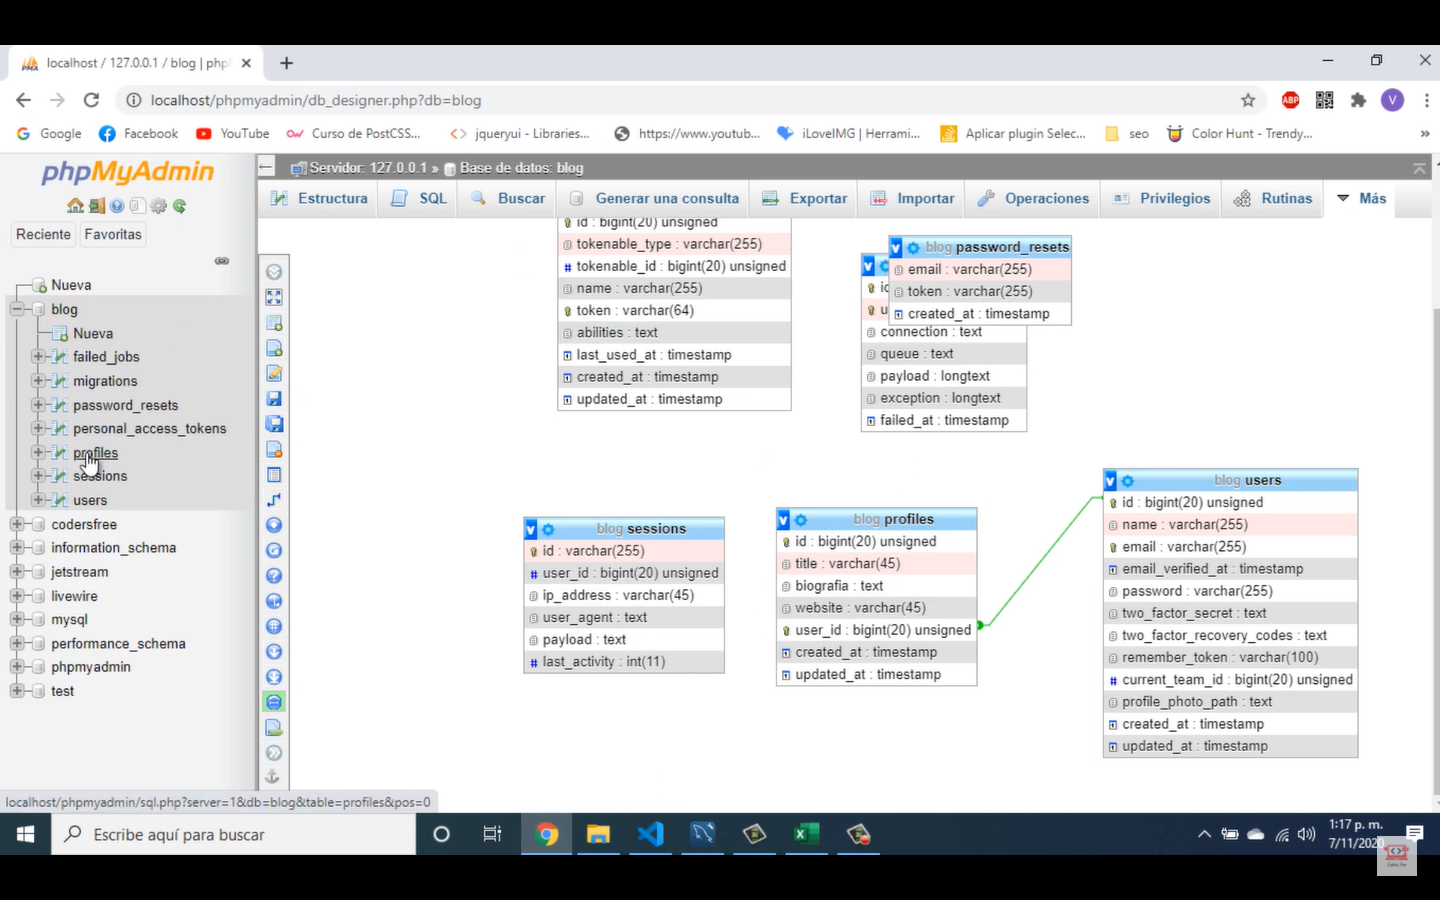 localhost / 127.0.0.1 / blog | php
localhost/phpmyadmin/db_designer.php?db=blog
ABP
V
Google
Facebook
YouTube
Curso de PostCSS...
jqueryui - Libraries...
https://www.youtub...
iLoveIMG | Herrami...
Aplicar plugin Selec...
seo
Color Hunt - Trendy...
phpMyAdmin
Reciente
Favoritas
Nueva
blog
Nueva
failed_jobs
migrations
password_resets
personal_access_tokens
profiles
sessions
users
codersfree
information_schema
jetstream
livewire
mysql
performance_schema
phpmyadmin
test
Servidor: 127.0.0.1 » Base de datos: blog
Estructura
SQL
Buscar
Generar una consulta
Exportar
Importar
Operaciones
Privilegios
Rutinas
Más
id : bigint(20) unsigned
tokenable_type : varchar(255)
tokenable_id : bigint(20) unsigned
name : varchar(255)
token : varchar(64)
abilities : text
last_used_at : timestamp
created_at : timestamp
updated_at : timestamp
blog password_resets
email : varchar(255)
token : varchar(255)
created_at : timestamp
connection : text
queue : text
payload : longtext
exception : longtext
failed_at : timestamp
blog sessions
id : varchar(255)
user_id : bigint(20) unsigned
ip_address : varchar(45)
user_agent : text
payload : text
last_activity : int(11)
blog profiles
id : bigint(20) unsigned
title : varchar(45)
biografia : text
website : varchar(45)
user_id : bigint(20) unsigned
created_at : timestamp
updated_at : timestamp
blog users
id : bigint(20) unsigned
name : varchar(255)
email : varchar(255)
email_verified_at : timestamp
password : varchar(255)
two_factor_secret : text
two_factor_recovery_codes : text
remember_token : varchar(100)
current_team_id : bigint(20) unsigned
profile_photo_path : text
created_at : timestamp
updated_at : timestamp
localhost/phpmyadmin/sql.php?server=1&db=blog&table=profiles&pos=0
Escribe aquí para buscar
1:17 p. m.
7/11/2020